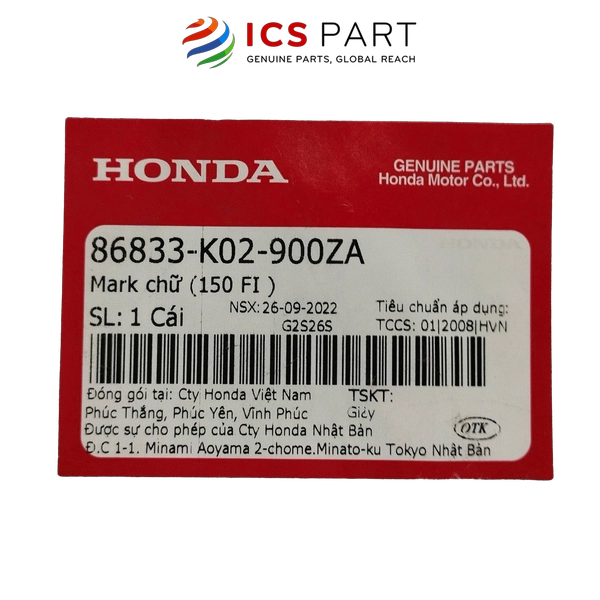 ICS PART
GENUINE PARTS, GLOBAL REACH
HONDA
GENUINE PARTS
Honda Motor Co., Ltd.
86833-K02-900ZA
Mark chữ (150 FI )
NSX: 26-09-2022
Tiêu chuẩn áp dụng:
SL: 1 Cái
G2S26S
TCCS: 01|2008|HVN
Đóng gói tại: Cty Honda Việt Nam
TSKT:
Phúc Thắng, Phúc Yên, Vĩnh Phúc
Giấy
Được sự cho phép của Cty Honda Nhật Bản
OTK
Đ.C 1-1. Minami Aoyama 2-chome.Minato-ku Tokyo Nhật Bản